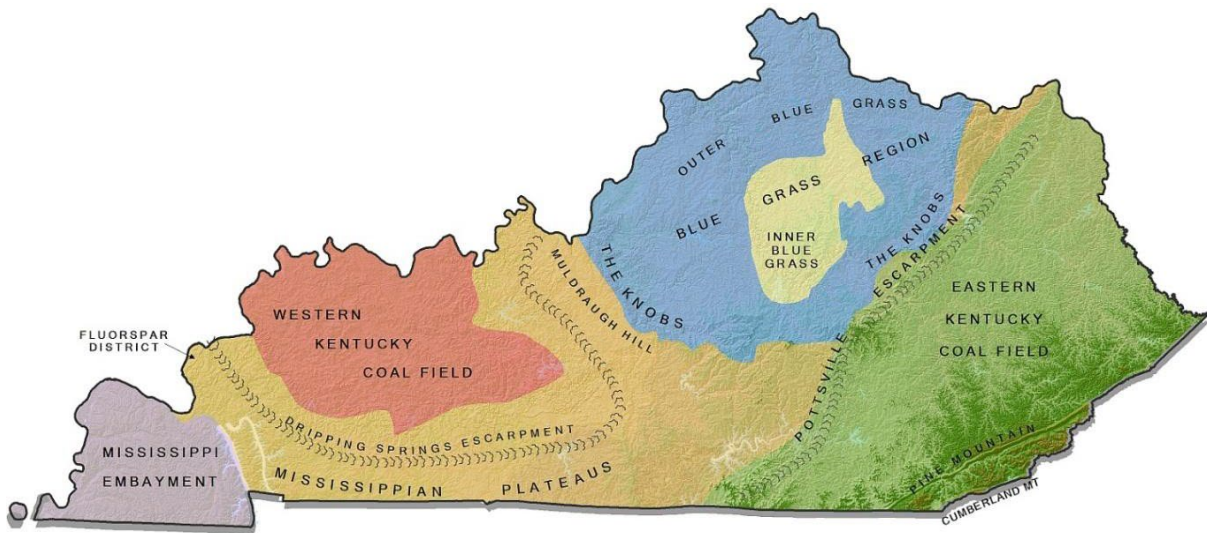 OUTER BLUE GRASS
BLUE GRASS REGION
INNER
BLUE
GRASS
THE KNOBS
THE KNOBS
MULDRAUGH HILL
POTTSVILLE ESCARPMENT
EASTERN
KENTUCKY
COAL FIELD
WESTERN
KENTUCKY
COAL FIELD
FLUORSPAR
DISTRICT
DRIPPING SPRINGS ESCARPMENT
MISSISSIPPI
EMBAYMENT
MISSISSIPPIAN PLATEAUS
PINE MOUNTAIN
CUMBERLAND MT